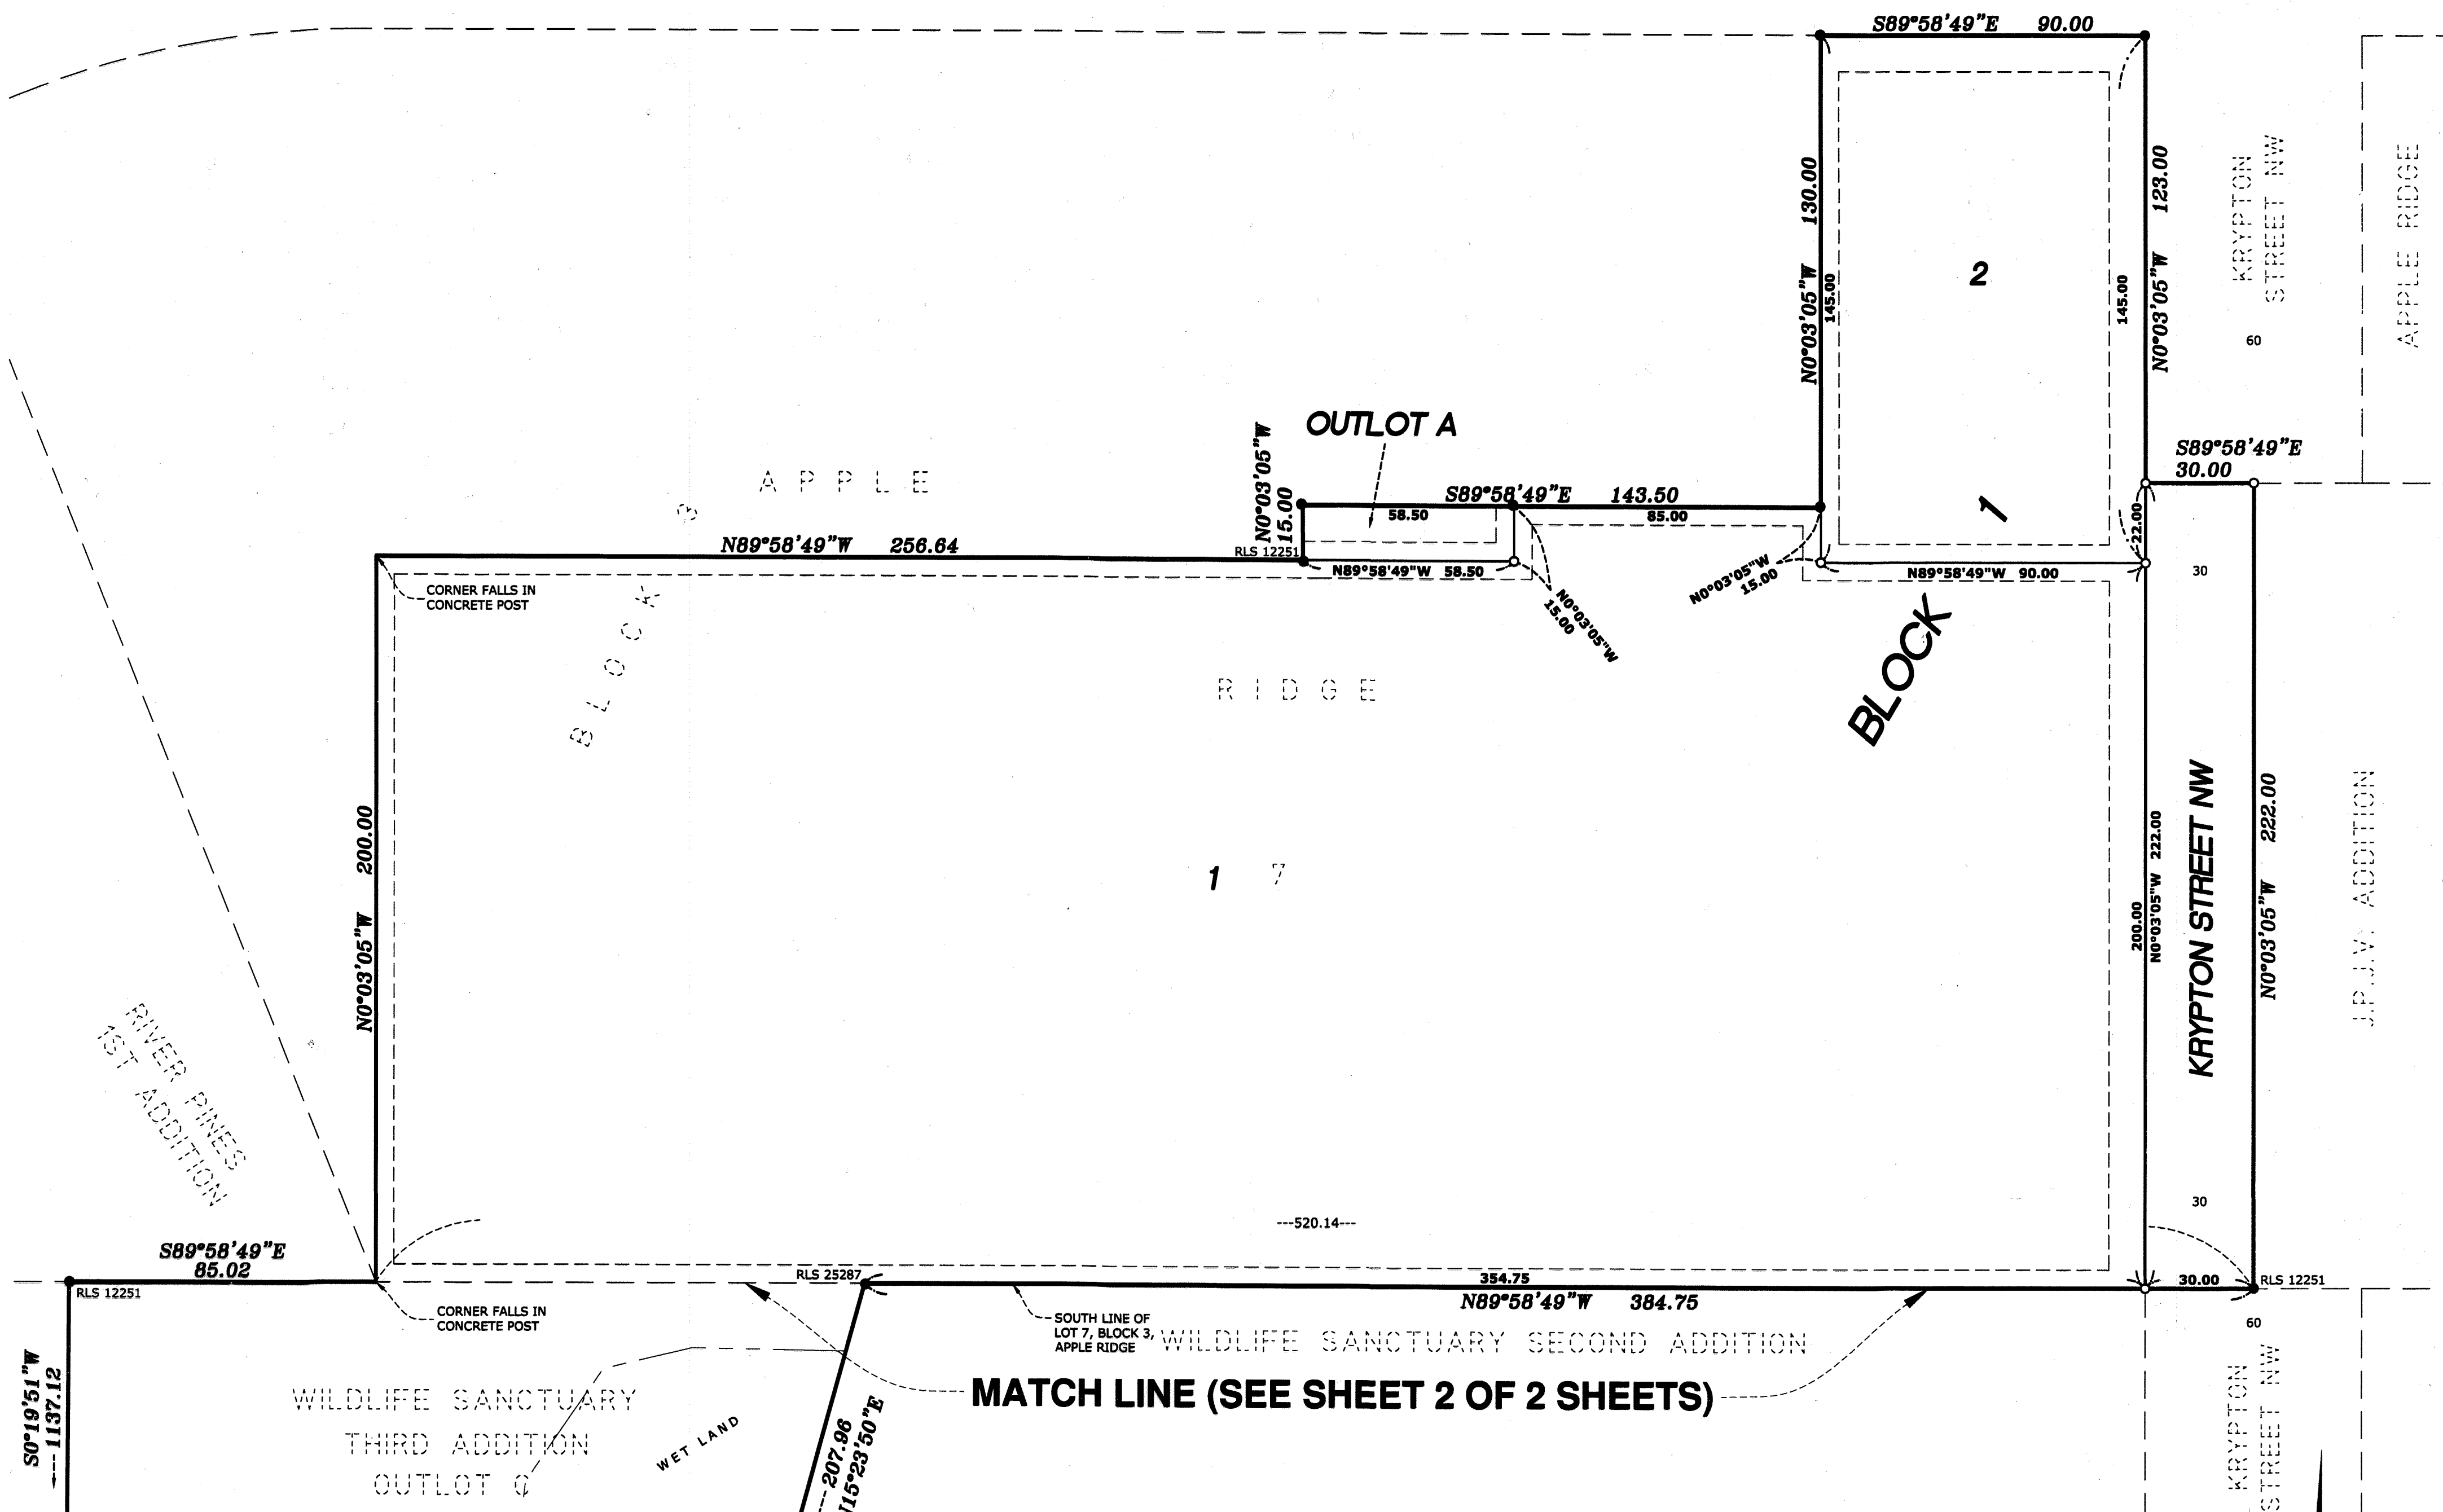 S89°58'49"E 90.00
N0°03'05"W 130.00
145.00
2
145.00
N0°03'05"W 123.00
KRYPTON
STREET NW
60
APPLE RIDGE
OUTLOT A
S89°58'49"E
30.00
N0°03'05"W
15.00
S89°58'49"E 143.50
58.50
85.00
APPLE
N89°58'49"W 256.64
RLS 12251
N89°58'49"W 58.50
N0°03'05"W
15.00
N0°03'05"W
15.00
1
22.00
N89°58'49"W 90.00
30
CORNER FALLS IN
CONCRETE POST
BLOCK 3
BLOCK
RIDGE
N0°03'05"W 200.00
1 7
200.00
N0°03'05"W 222.00
KRYPTON STREET NW
N0°03'05"W 222.00
J.P.J.V. ADDITION
RIVER PINES
1ST ADDITION
30
---520.14---
S89°58'49"E
85.02
RLS 12251
RLS 25287
354.75
30.00
RLS 12251
N89°58'49"W 384.75
CORNER FALLS IN
CONCRETE POST
SOUTH LINE OF
LOT 7, BLOCK 3,
APPLE RIDGE
WILDLIFE SANCTUARY SECOND ADDITION
60
MATCH LINE (SEE SHEET 2 OF 2 SHEETS)
S0°19'51"W
1137.12
WILDLIFE SANCTUARY
THIRD ADDITION
OUTLOT
WET LAND
207.96
N15°23'50"E
KRYPTON
STREET NW